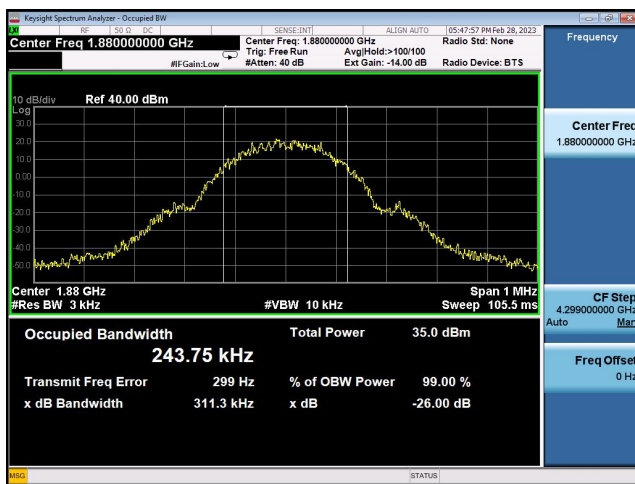 Keysight Spectrum Analyzer - Occupied BW
LXI RF 50 Ω DC SENSE:INT ALIGN AUTO 05:47:57 PM Feb 28, 2023
Center Freq 1.880000000 GHz
Center Freq: 1.880000000 GHz
Radio Std: None
Trig: Free Run Avg|Hold:>100/100
#IFGain:Low #Atten: 40 dB Ext Gain: -14.00 dB Radio Device: BTS
10 dB/div Ref 40.00 dBm
Log
30.0
20.0
10.0
0.00
-10.0
-20.0
-30.0
-40.0
-50.0
Center 1.88 GHz Span 1 MHz
#Res BW 3 kHz #VBW 10 kHz Sweep 105.5 ms
Occupied Bandwidth Total Power 35.0 dBm
243.75 kHz
Transmit Freq Error 299 Hz % of OBW Power 99.00 %
x dB Bandwidth 311.3 kHz x dB -26.00 dB
MSG STATUS
Frequency
Center Freq
1.880000000 GHz
CF Step
4.299000000 GHz
Auto Man
Freq Offset
0 Hz